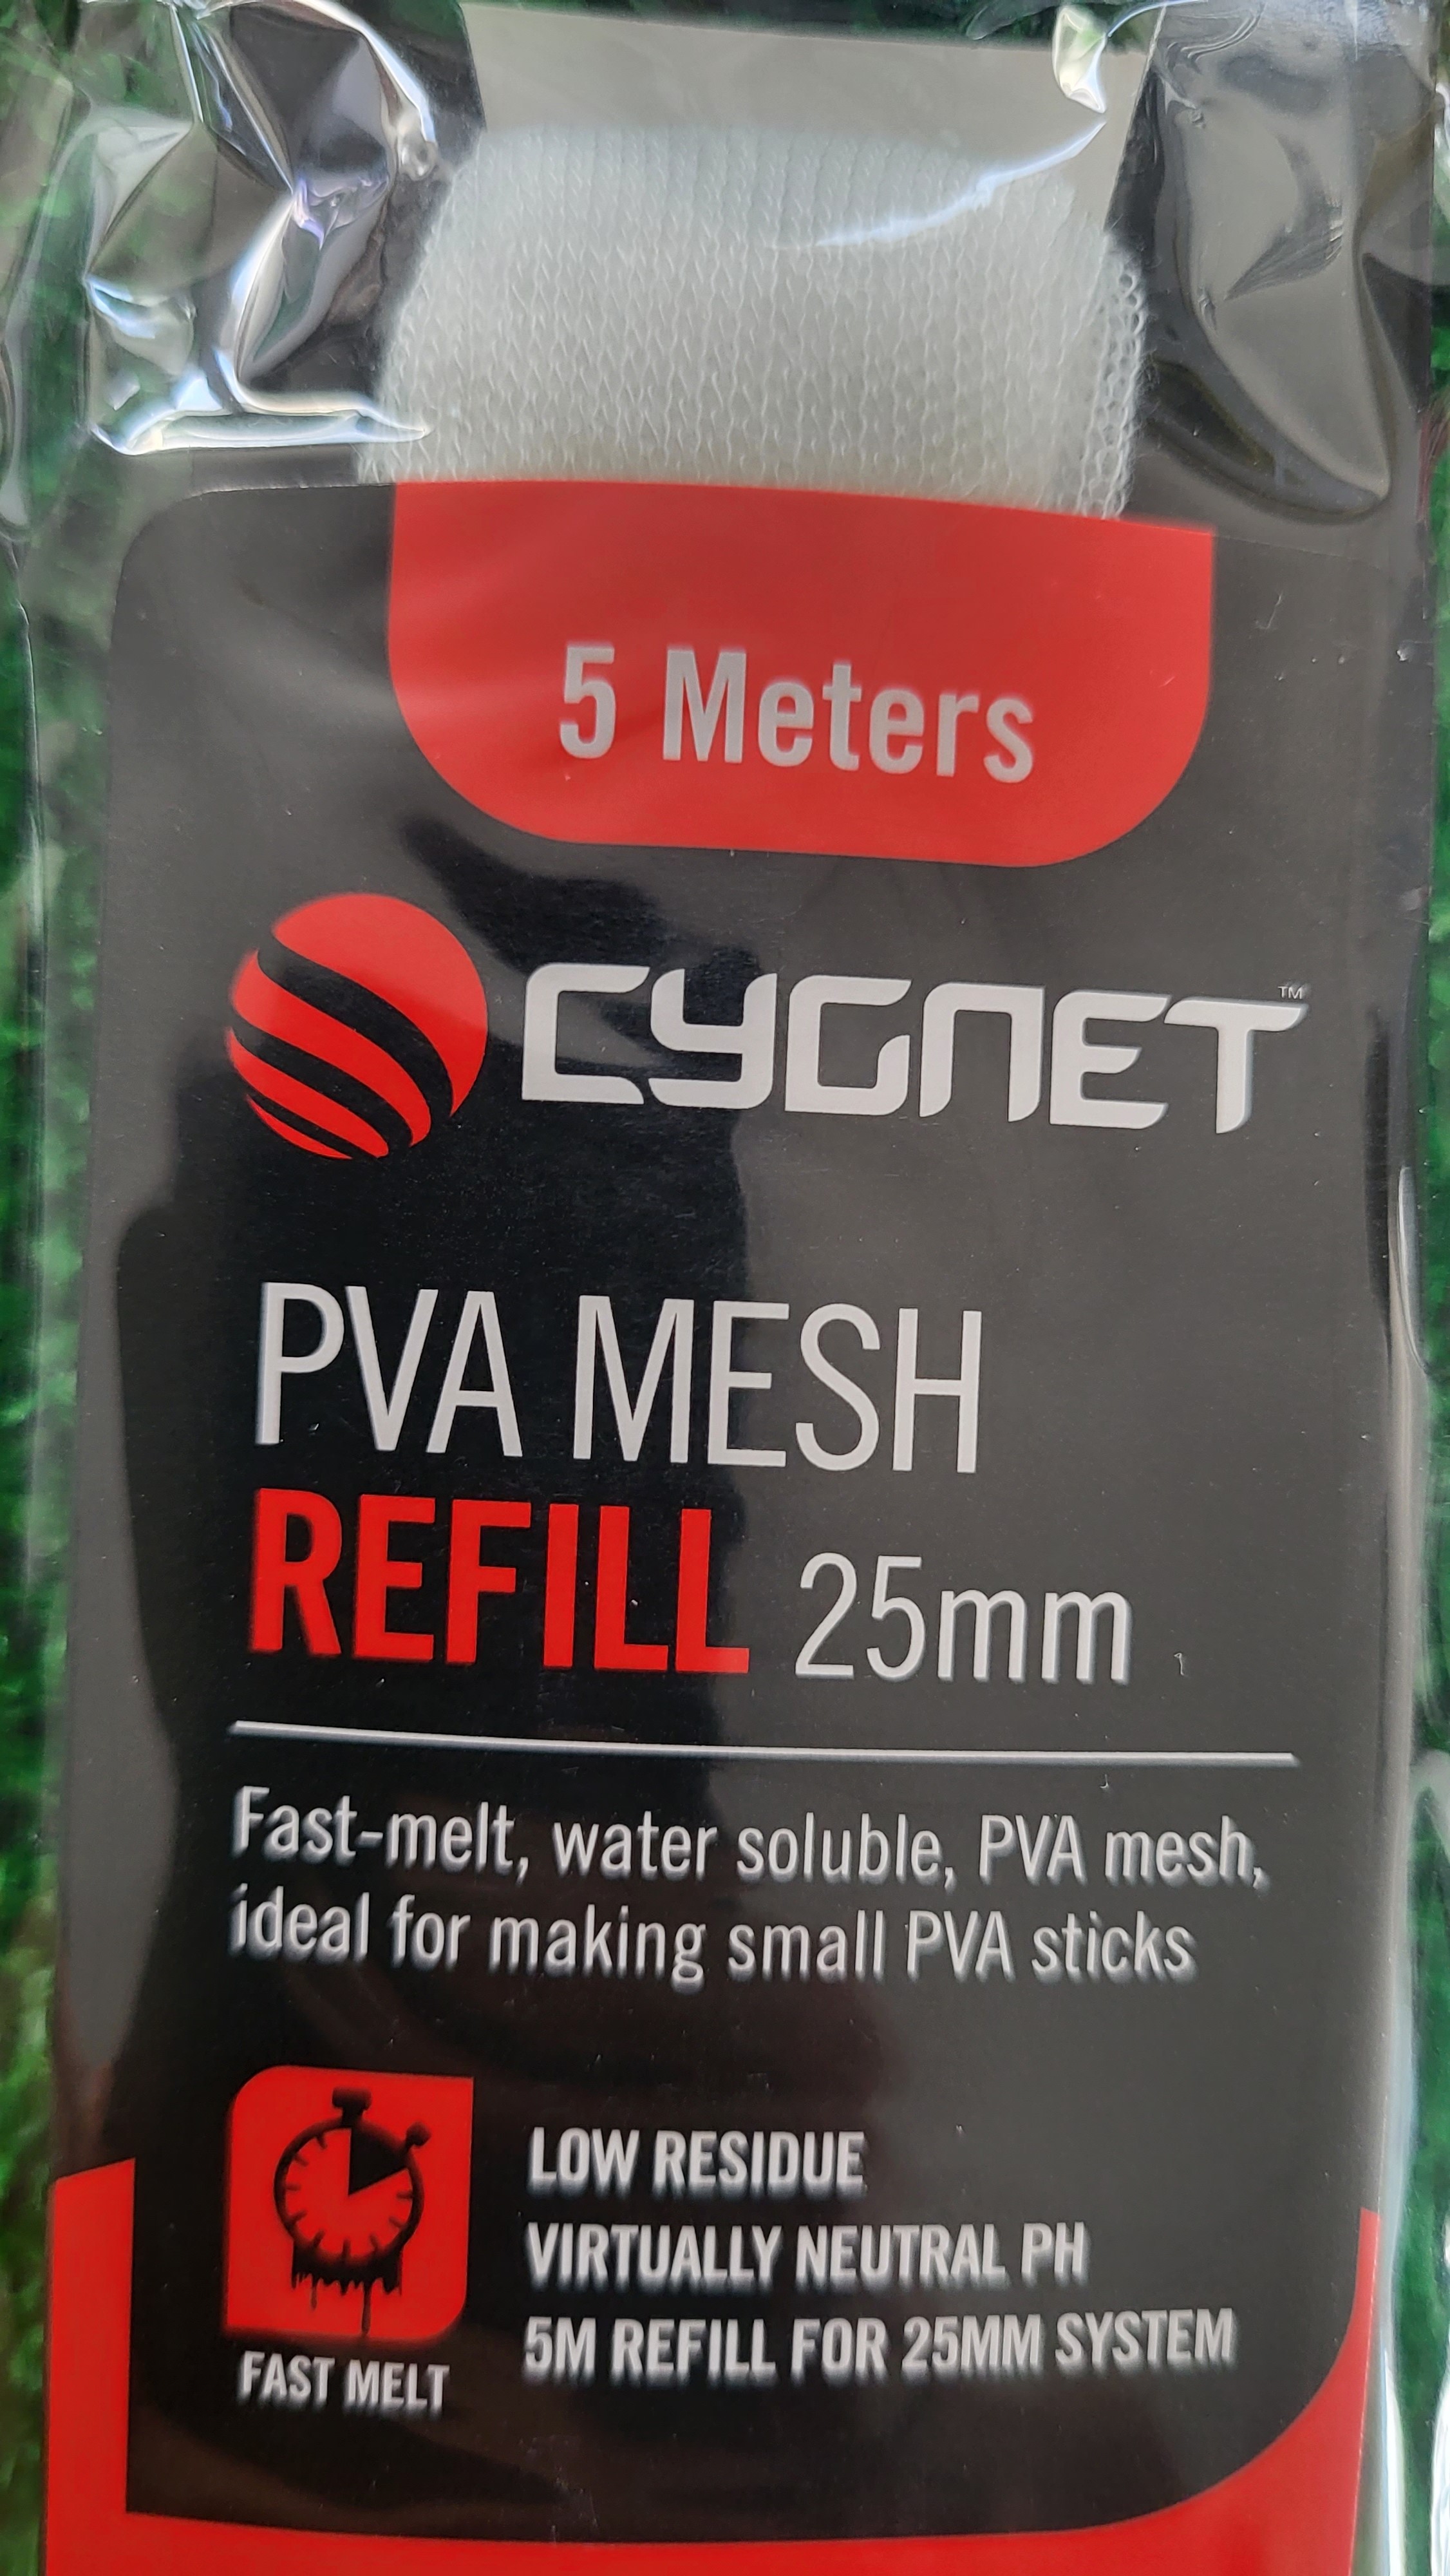 5 Meters
CYGNET™
PVA MESH
REFILL 25mm
Fast-melt, water soluble, PVA mesh,
ideal for making small PVA sticks
LOW RESIDUE
VIRTUALLY NEUTRAL PH
5M REFILL FOR 25MM SYSTEM
FAST MELT